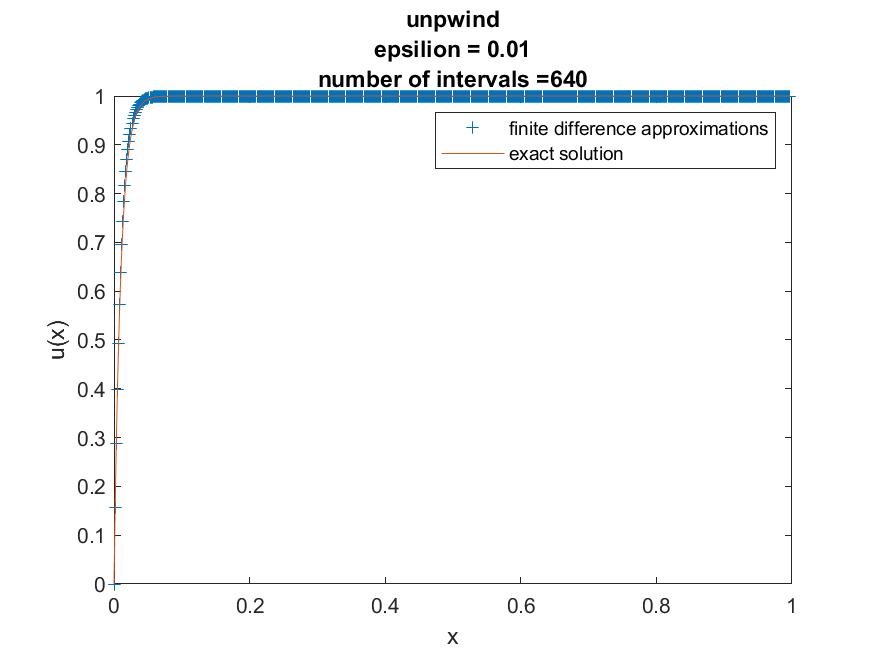 unpwind
epsilion = 0.01
number of intervals =640
finite difference approximations
exact solution
1
0.9
0.8
0.7
0.6
0.5
0.4
0.3
0.2
0.1
0
u(x)
0 0.2 0.4 0.6 0.8 1
x